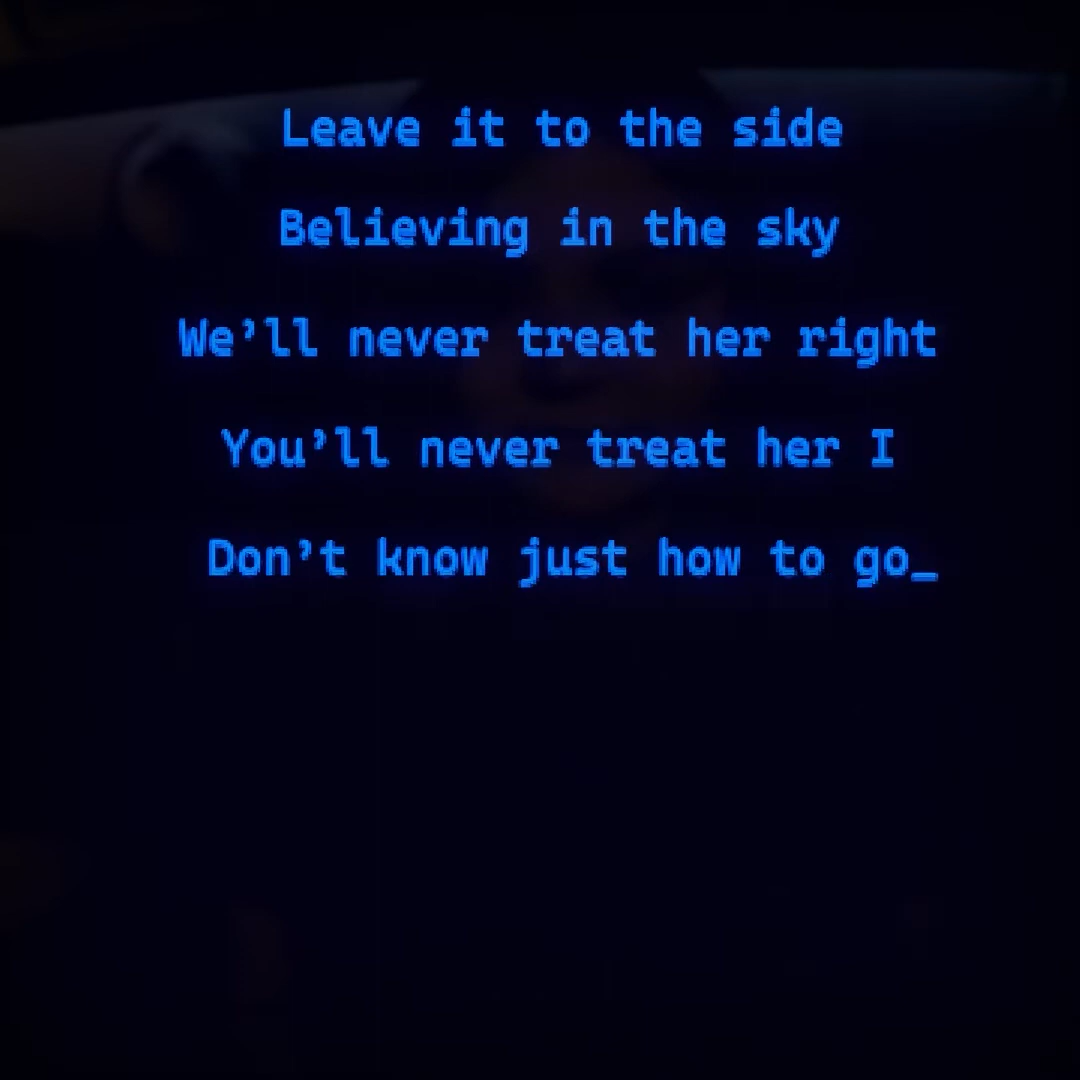 Leave it to the side
Believing in the sky
We’ll never treat her right
You’ll never treat her I
Don’t know just how to go_